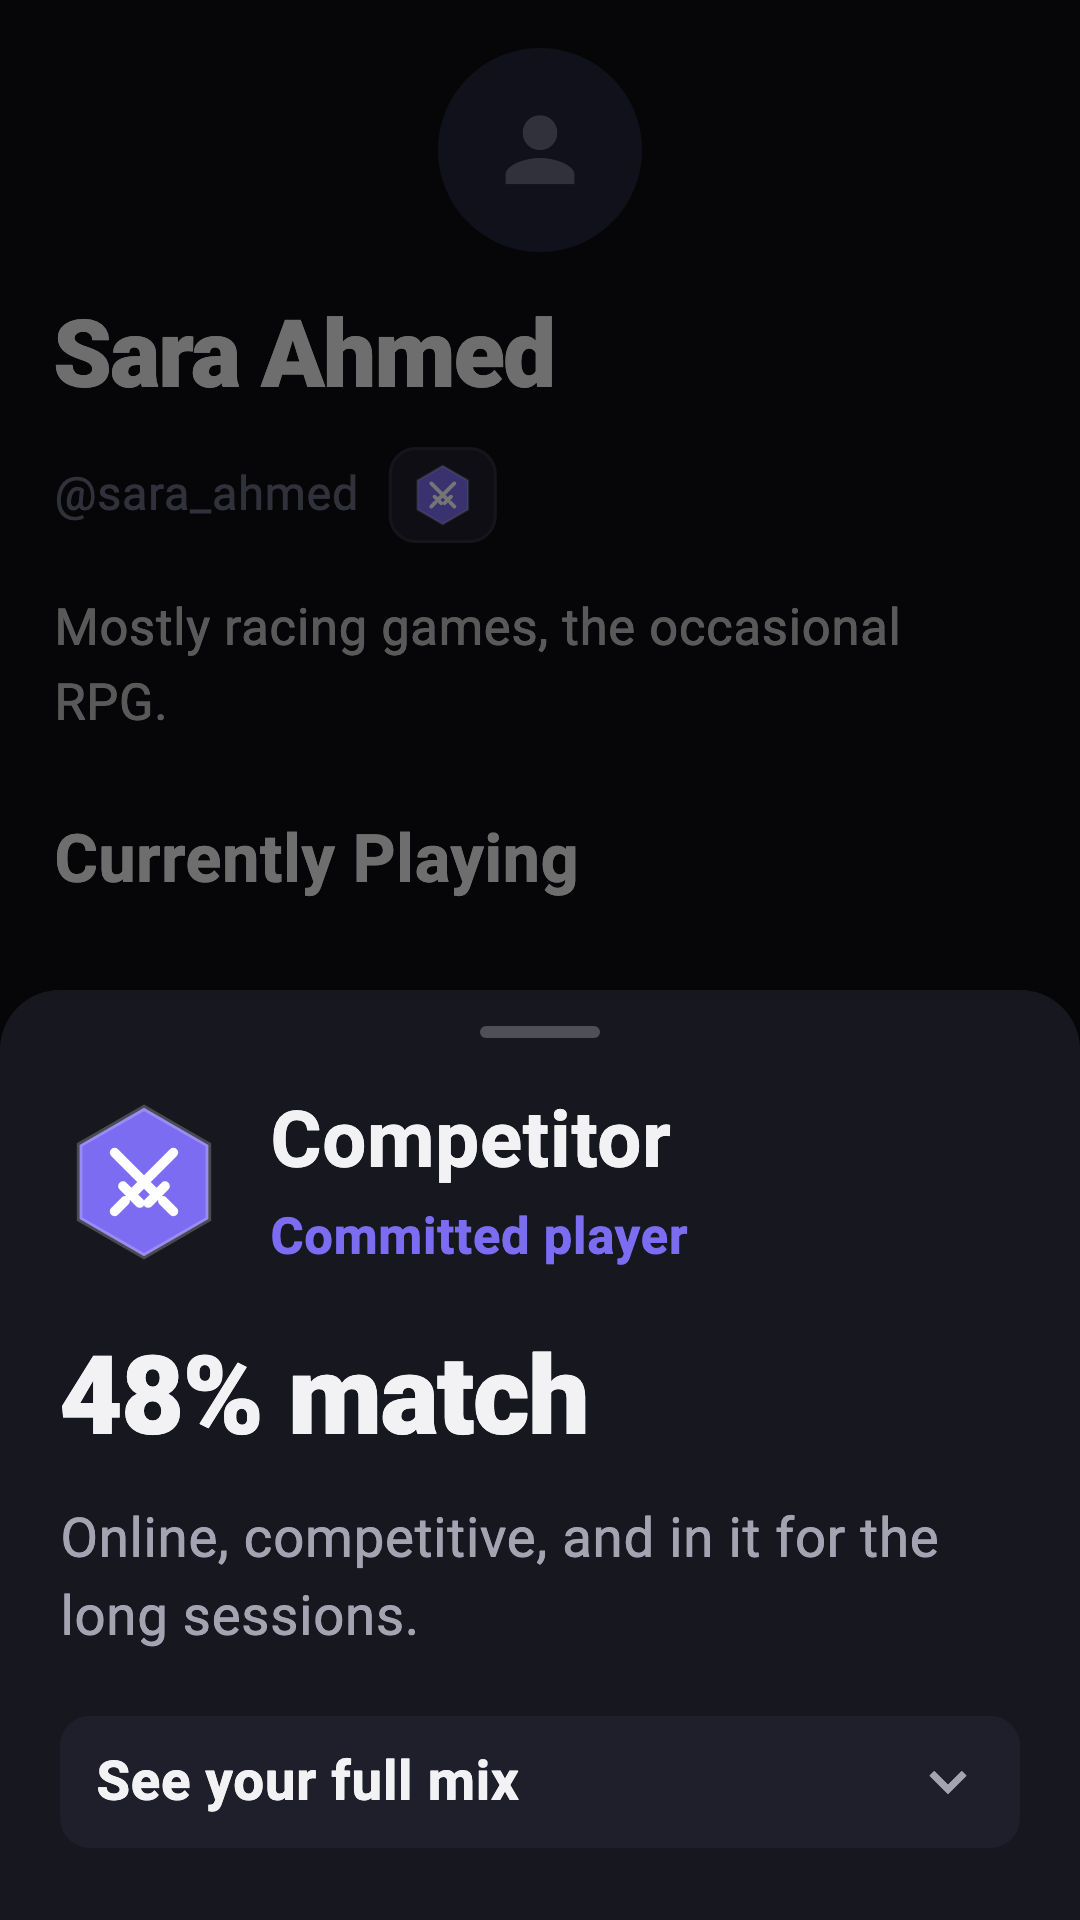 Sara Ahmed
@sara_ahmed
Mostly racing games, the occasional
RPG.
Currently Playing
Competitor
Committed player
48% match
Online, competitive, and in it for the
long sessions.
See your full mix